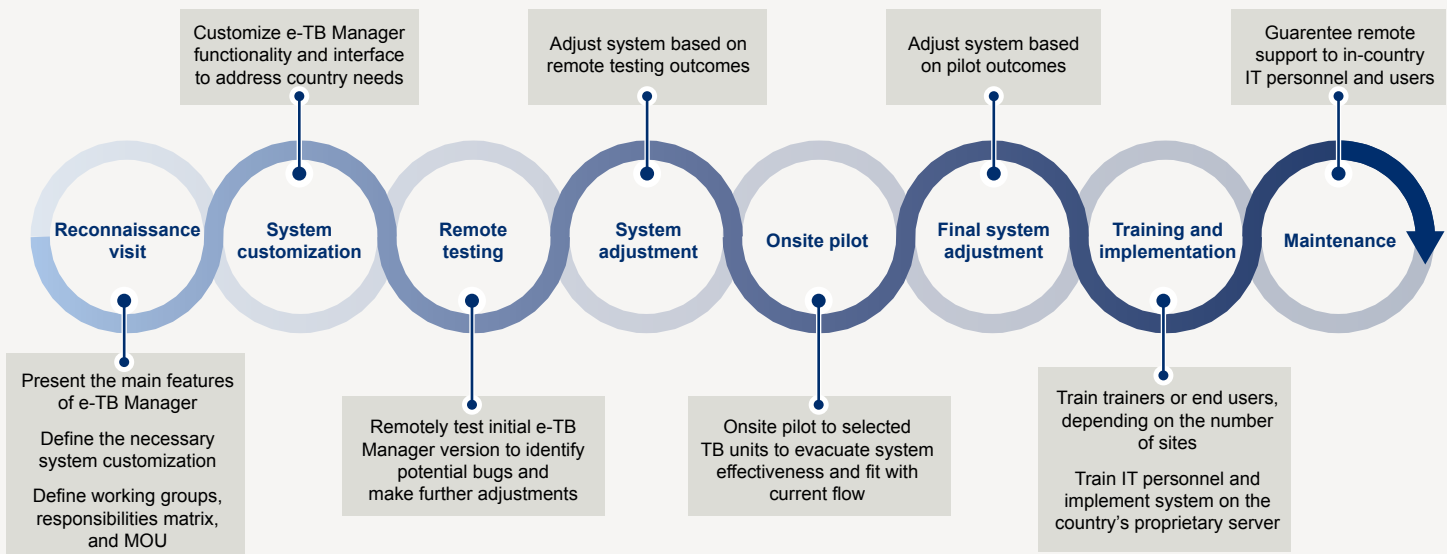 Customize e-TB Manager
functionality and interface
to address country needs
Adjust system based on
remote testing outcomes
Adjust system based
on pilot outcomes
Guarentee remote
support to in-country
IT personnel and users
Reconnaissance
visit
System
customization
Remote
testing
System
adjustment
Onsite pilot
Final system
adjustment
Training and
implementation
Maintenance
Present the main features
of e-TB Manager
Define the necessary
system customization
Define working groups,
responsibilities matrix,
and MOU
Remotely test initial e-TB
Manager version to identify
potential bugs and
make further adjustments
Onsite pilot to selected
TB units to evacuate system
effectiveness and fit with
current flow
Train trainers or end users,
depending on the number
of sites
Train IT personnel and
implement system on the
country’s proprietary server